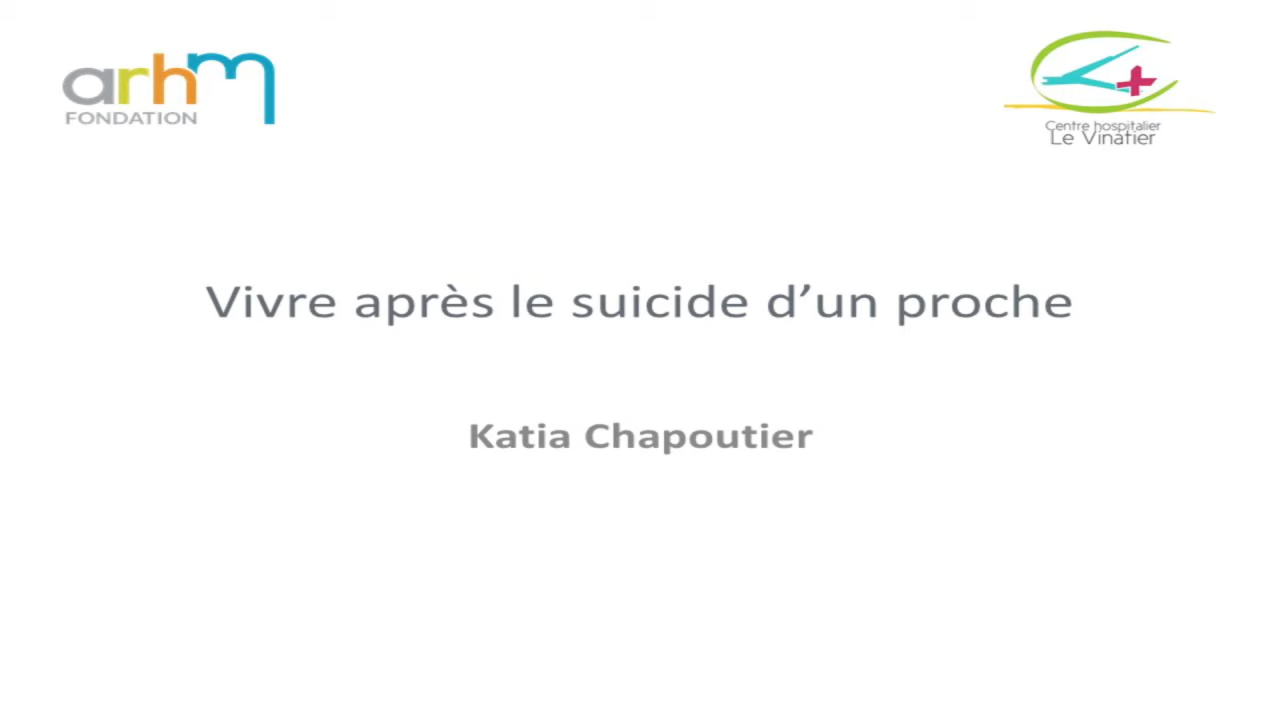 arhm
FONDATION
Centre hospitalier
Le Vinatier
Vivre après le suicide d’un proche
Katia Chapoutier